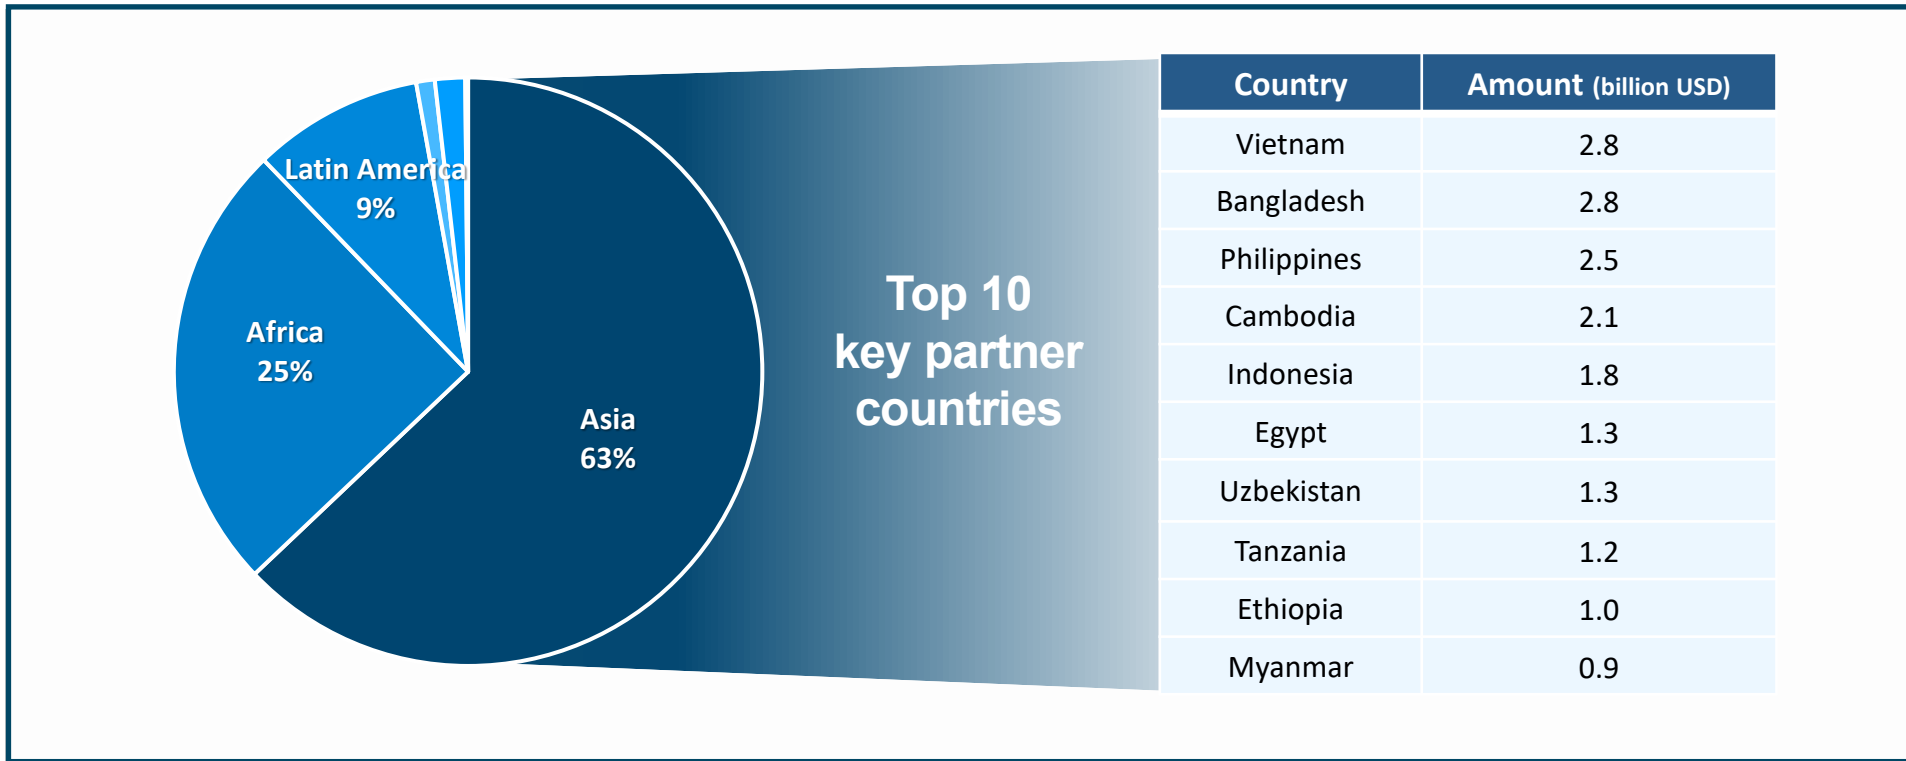 Latin America
9%
Africa
25%
Asia
63%
Top 10
key partner
countries
Country Amount (billion USD)
Vietnam 2.8
Bangladesh 2.8
Philippines 2.5
Cambodia 2.1
Indonesia 1.8
Egypt 1.3
Uzbekistan 1.3
Tanzania 1.2
Ethiopia 1.0
Myanmar 0.9